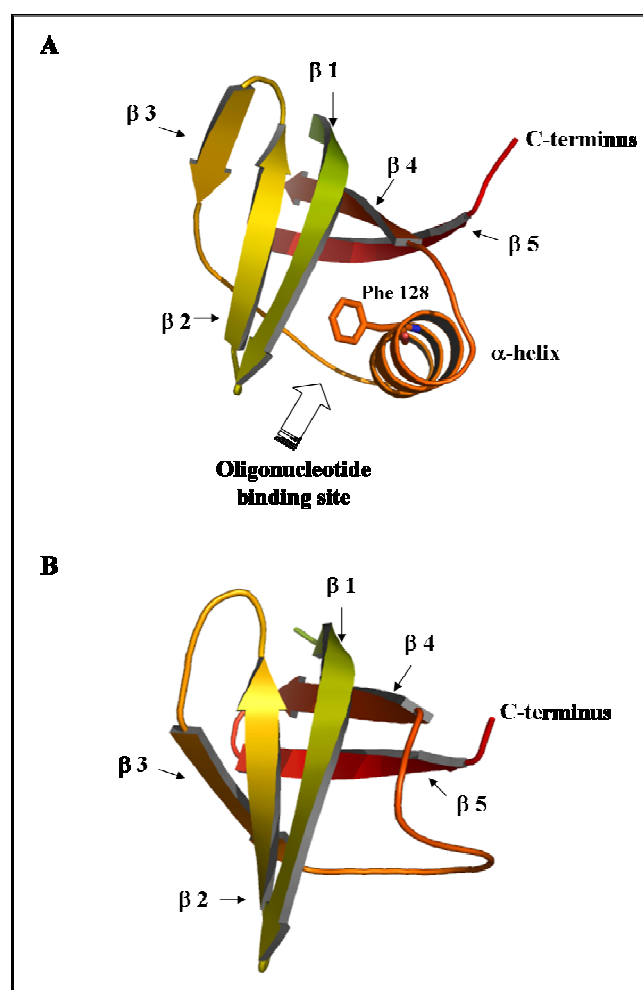 A
β 1
β 3
C-terminus
β 4
β 5
Phe 128
β 2
α-helix
Oligonucleotide
binding site
B
β 1
β 4
C-terminus
β 3
β 5
β 2